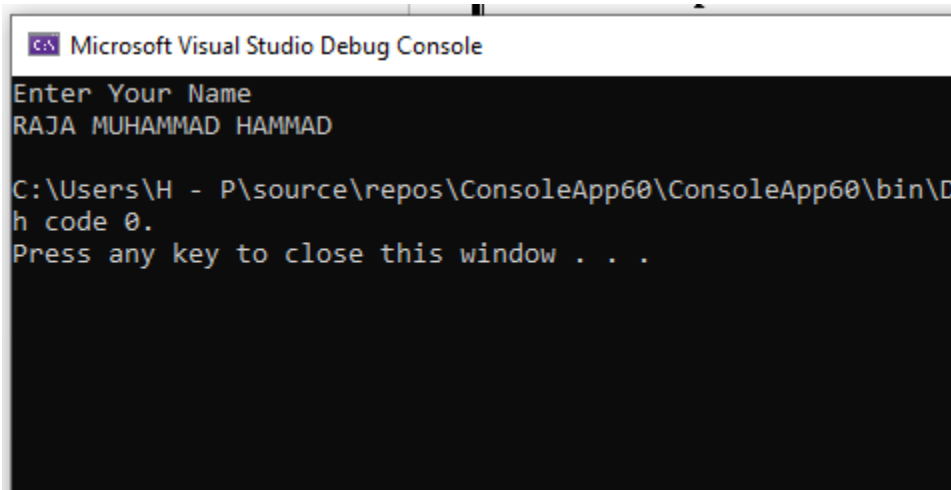 Microsoft Visual Studio Debug Console
Enter Your Name
RAJA MUHAMMAD HAMMAD
C:\Users\H - P\source\repos\ConsoleApp60\ConsoleApp60\bin\D
h code 0.
Press any key to close this window . . .